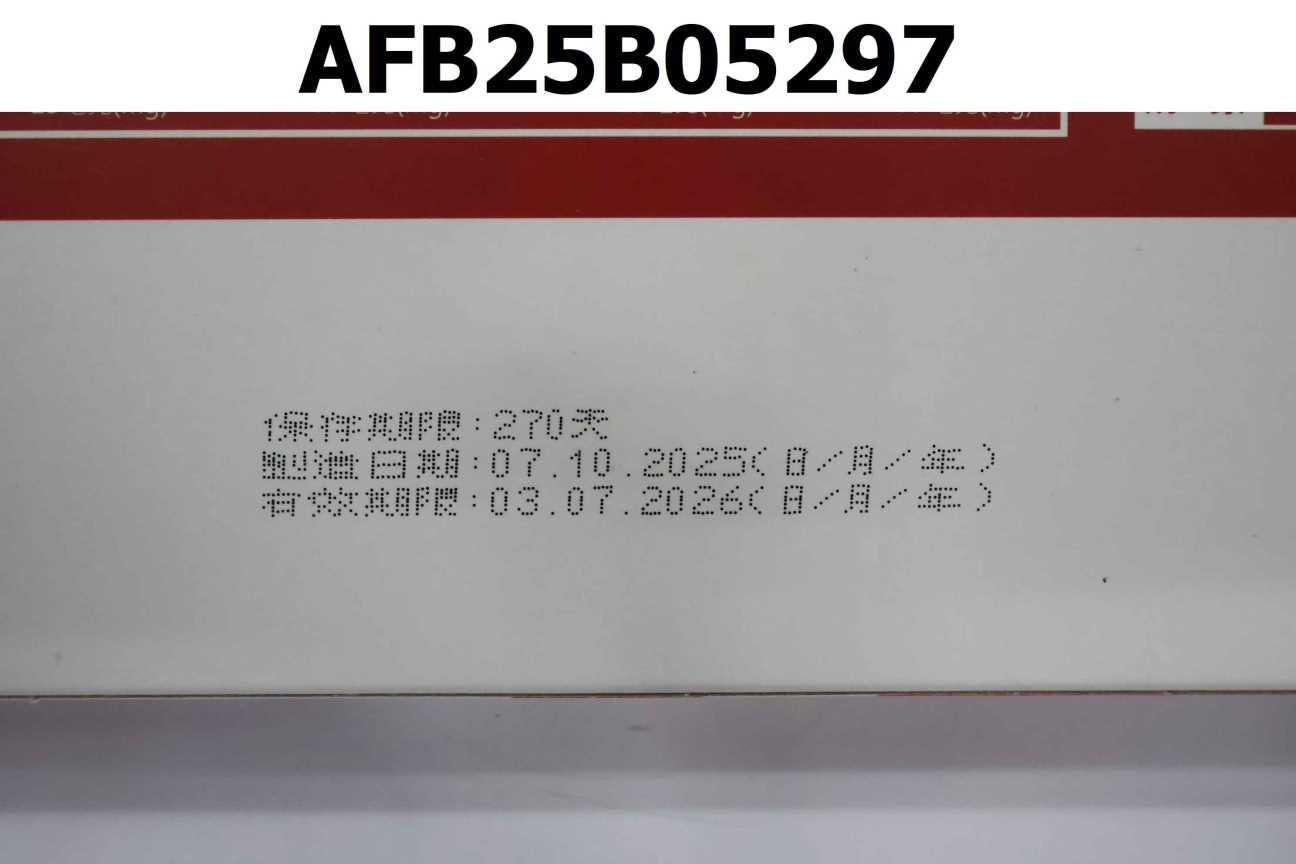 AFB25B05297
保存期限:270天
製造日期:07.10.2025(日/月/年)
有效期限:03.07.2026(日/月/年)